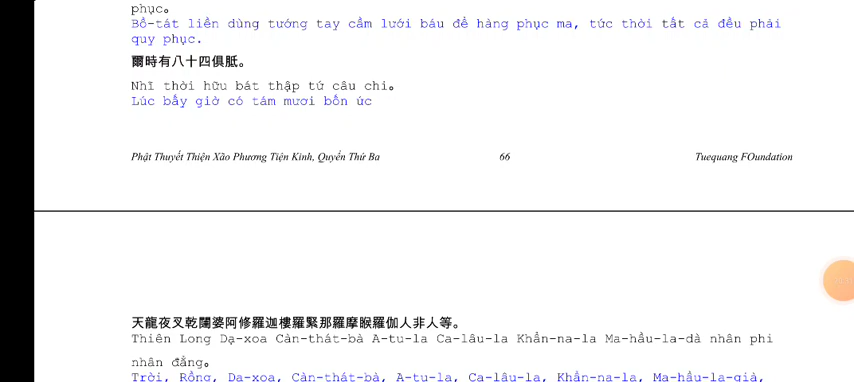 phục。
Bồ-tát liền dùng tướng tay cầm lưới báu để hàng phục ma, tức thời tất cả đều phải
quy phục.
爾時有八十四俱胝。
Nhĩ thời hữu bát thập tứ câu chi。
Lúc bấy giờ có tám mươi bốn ức
Phật Thuyết Thiện Xảo Phương Tiện Kinh, Quyển Thứ Ba 66 Tuequang FOundation
天龍夜叉乾闥婆阿修羅迦樓羅緊那羅摩睺羅伽人非人等。
Thiên Long Dạ-xoa Càn-thát-bà A-tu-la Ca-lâu-la Khẩn-na-la Ma-hầu-la-dà nhân phi
nhân đẳng。
Trời, Rồng, Dạ-xoa, Càn-thát-bà, A-tu-la, Ca-lâu-la, Khẩn-na-la, Ma-hầu-la-già,